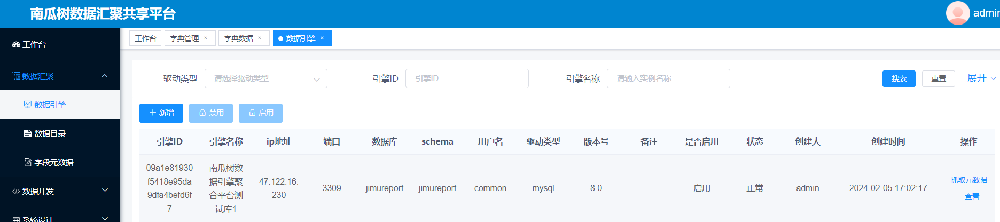 南瓜树数据汇聚共享平台
admin
工作台
字典管理 ×
字典数据 ×
数据引擎 ×
工作台
数据汇聚
数据引擎
数据目录
字段元数据
数据开发
系统设计
驱动类型 请选择驱动类型
引擎ID 引擎ID
引擎名称 请输入实例名称
搜索
重置
展开
新增
禁用
启用
引擎ID 引擎名称 ip地址 端口 数据库 schema 用户名 驱动类型 版本号 备注 是否启用 状态 创建人 创建时间 操作
09a1e81930
f5418e95da
9dfa4befd6f
7
南瓜树数
据引擎聚
合平台测
试库1
47.122.16.
230
3309
jimureport
jimureport
common
mysql
8.0
启用
正常
admin
2024-02-05 17:02:17
抓取元数据
查看